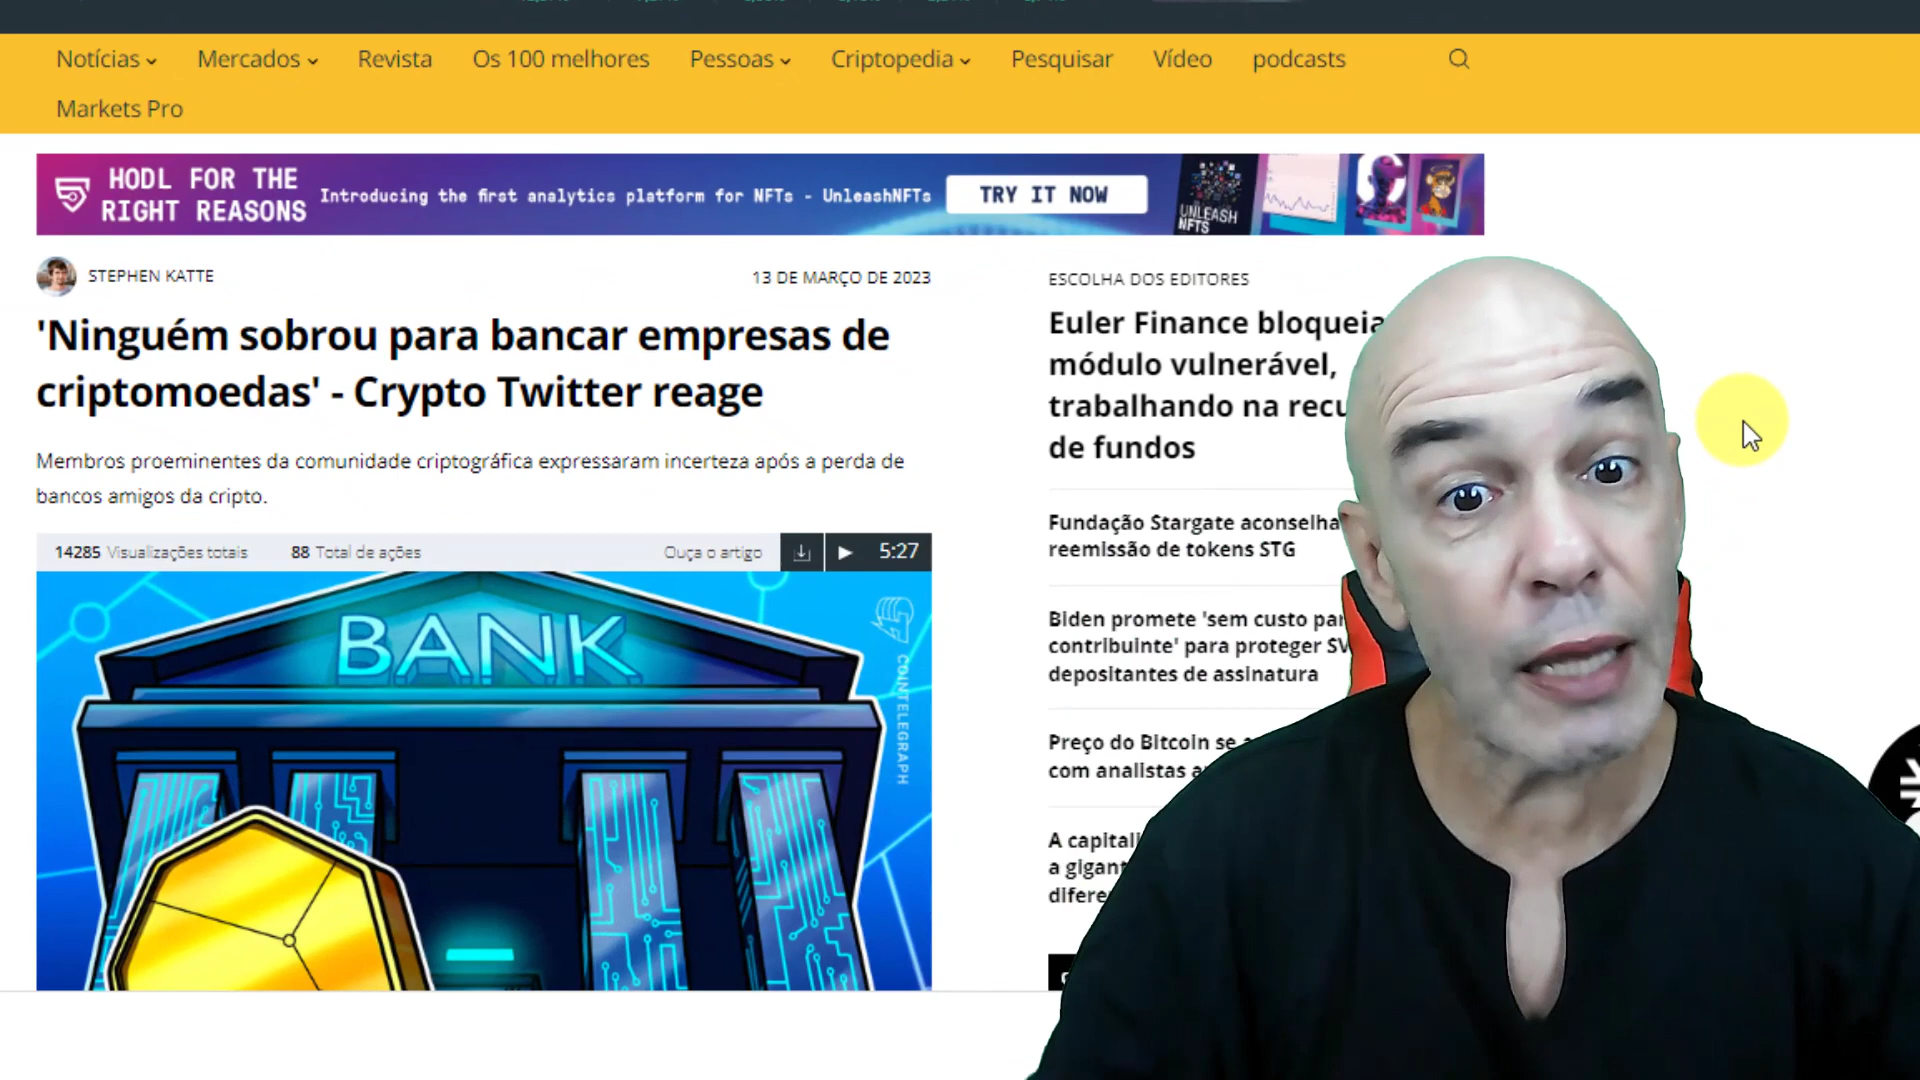 Notícias
Mercados
Revista
Os 100 melhores
Pessoas
Criptopedia
Pesquisar
Vídeo
podcasts
Markets Pro
HODL FOR THE
RIGHT REASONS
Introducing the first analytics platform for NFTs - UnleashNFTs
TRY IT NOW
UNLEASH
NFTS
STEPHEN KATTE
13 DE MARÇO DE 2023
'Ninguém sobrou para bancar empresas de
criptomoedas' - Crypto Twitter reage
Membros proeminentes da comunidade criptográfica expressaram incerteza após a perda de
bancos amigos da cripto.
14285 Visualizações totais
88 Total de ações
Ouça o artigo
5:27
BANK
COINTELEGRAPH
ESCOLHA DOS EDITORES
Euler Finance bloqueia
módulo vulnerável,
trabalhando na recu
de fundos
Fundação Stargate aconselha
reemissão de tokens STG
Biden promete 'sem custo par
contribuinte' para proteger SV
depositantes de assinatura
Preço do Bitcoin se
com analistas
A capital
a gigant
difere